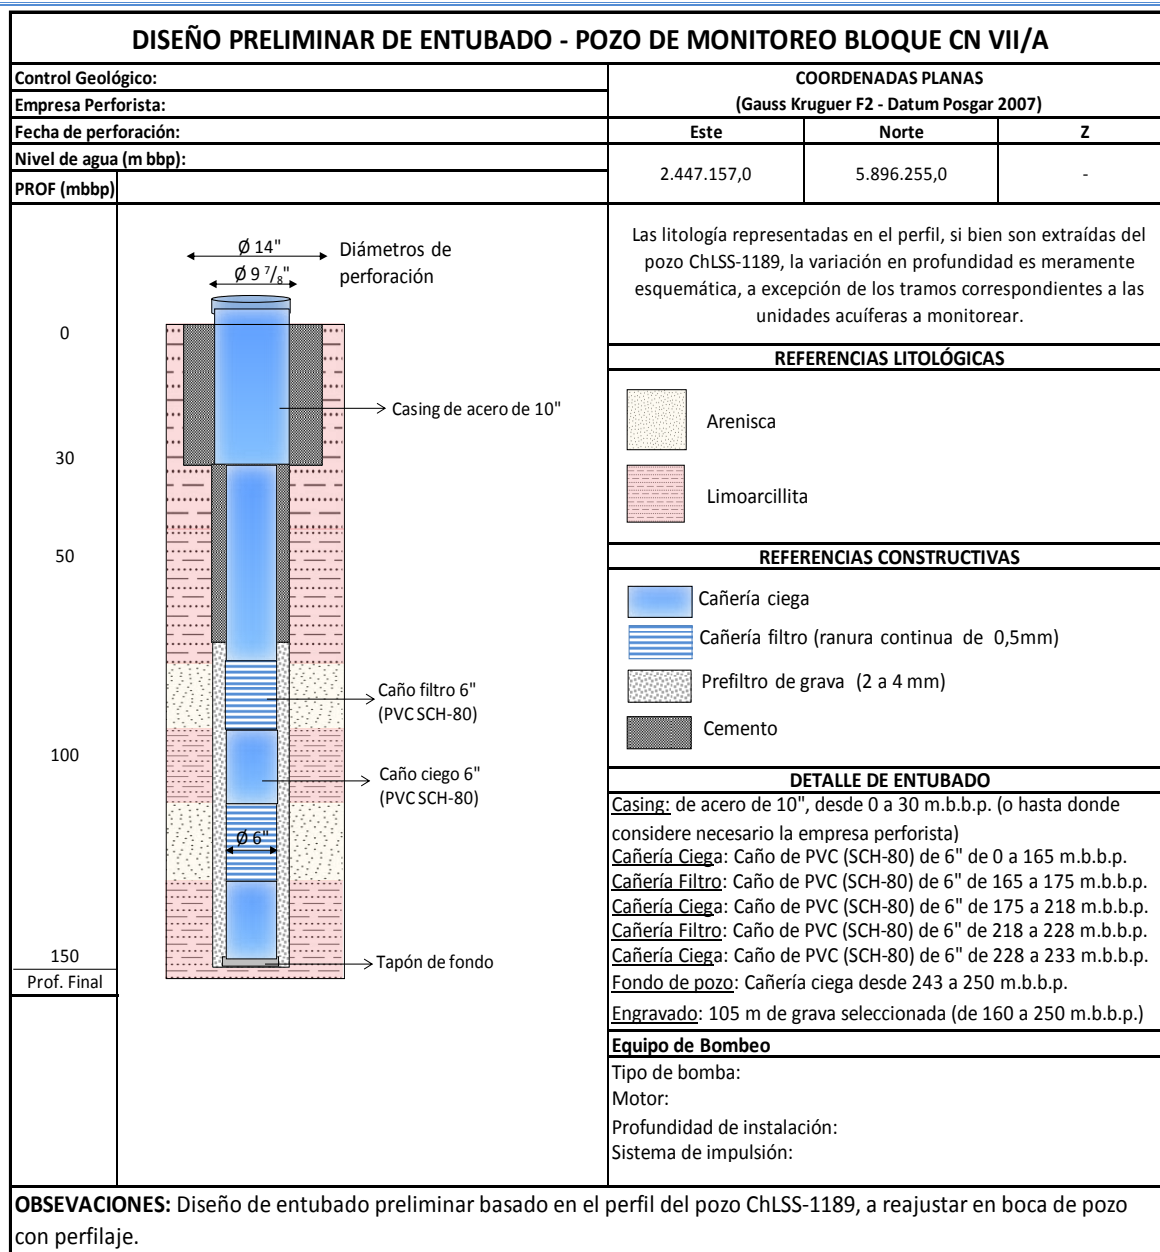 DISEÑO PRELIMINAR DE ENTUBADO - POZO DE MONITOREO BLOQUE CN VII/A
Control Geológico:
Empresa Perforista:
Fecha de perforación:
Nivel de agua (m bbp):
PROF (mbbp)
COORDENADAS PLANAS
(Gauss Kruguer F2 - Datum Posgar 2007)
Este Norte Z
2.447.157,0 5.896.255,0 -
Ø 14"
Ø 9 7/8"
Diámetros de
perforación
0
30
50
100
150
Prof. Final
Casing de acero de 10"
Caño filtro 6"
(PVC SCH-80)
Caño ciego 6"
(PVC SCH-80)
Ø 6"
Tapón de fondo
Las litología representadas en el perfil, si bien son extraídas del
pozo ChLSS-1189, la variación en profundidad es meramente
esquemática, a excepción de los tramos correspondientes a las
unidades acuíferas a monitorear.
REFERENCIAS LITOLÓGICAS
Arenisca
Limoarcillita
REFERENCIAS CONSTRUCTIVAS
Cañería ciega
Cañería filtro (ranura continua de 0,5mm)
Prefiltro de grava (2 a 4 mm)
Cemento
DETALLE DE ENTUBADO
Casing: de acero de 10", desde 0 a 30 m.b.b.p. (o hasta donde
considere necesario la empresa perforista)
Cañería Ciega: Caño de PVC (SCH-80) de 6" de 0 a 165 m.b.b.p.
Cañería Filtro: Caño de PVC (SCH-80) de 6" de 165 a 175 m.b.b.p.
Cañería Ciega: Caño de PVC (SCH-80) de 6" de 175 a 218 m.b.b.p.
Cañería Filtro: Caño de PVC (SCH-80) de 6" de 218 a 228 m.b.b.p.
Cañería Ciega: Caño de PVC (SCH-80) de 6" de 228 a 233 m.b.b.p.
Fondo de pozo: Cañería ciega desde 243 a 250 m.b.b.p.
Engravado: 105 m de grava seleccionada (de 160 a 250 m.b.b.p.)
Equipo de Bombeo
Tipo de bomba:
Motor:
Profundidad de instalación:
Sistema de impulsión:
OBSEVACIONES: Diseño de entubado preliminar basado en el perfil del pozo ChLSS-1189, a reajustar en boca de pozo
con perfilaje.